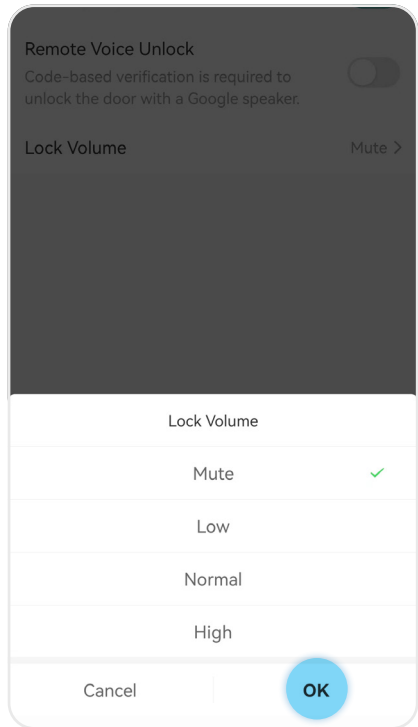 Remote Voice Unlock
Code-based verification is required to
unlock the door with a Google speaker.
Lock Volume Mute >
Lock Volume
Mute
Low
Normal
High
Cancel OK